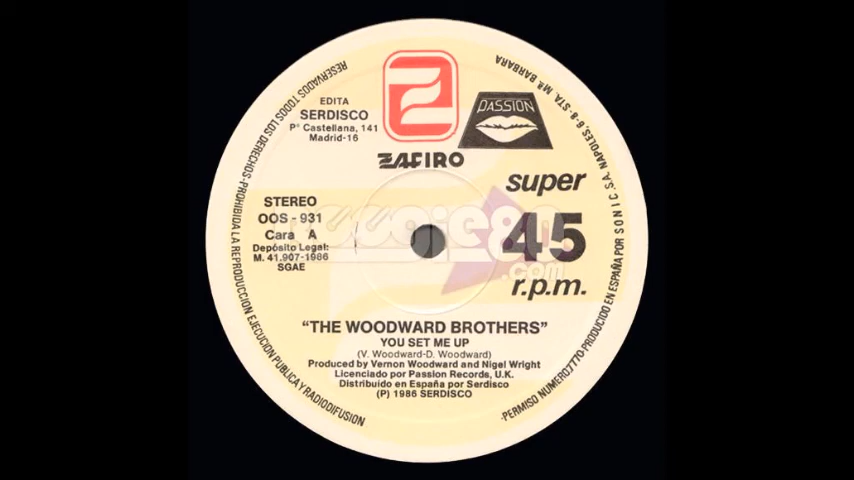 RESERVADOS TODOS LOS DERECHOS-PROHIBIDA LA REPRODUCCION EJECUCION PUBLICA Y RADIODIFUSION
EDITA
SERDISCO
Pº Castellana, 141
Madrid-16
ZAFIRO
PASSION
super
45
r.p.m.
STEREO
OOS - 931
Cara A
Depósito Legal:
M. 41.907-1986
SGAE
.com
"THE WOODWARD BROTHERS"
YOU SET ME UP
(V. Woodward-D. Woodward)
Produced by Vernon Woodward and Nigel Wright
Licenciado por Passion Records, U.K.
Distribuido en España por Serdisco
(P) 1986 SERDISCO
-PERMISO NUMERO7770-PRODUCIDO EN ESPAÑA POR S O N I C . S.A. NAPOLES, 6-8-STA. Mª BARBARA